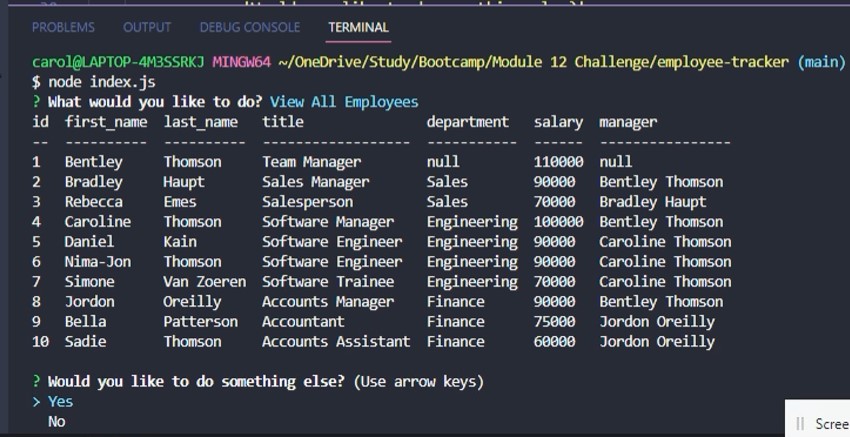 PROBLEMS OUTPUT DEBUG CONSOLE TERMINAL
carol@LAPTOP-4M3SSRKJ MINGW64 ~/OneDrive/Study/Bootcamp/Module 12 Challenge/employee-tracker (main)
$ node index.js
? What would you like to do? View All Employees
id first_name last_name title department salary manager
-- ---------- ---------- ------------------ ----------- ------ ----------------
1 Bentley Thomson Team Manager null 110000 null
2 Bradley Haupt Sales Manager Sales 90000 Bentley Thomson
3 Rebecca Emes Salesperson Sales 70000 Bradley Haupt
4 Caroline Thomson Software Manager Engineering 100000 Bentley Thomson
5 Daniel Kain Software Engineer Engineering 90000 Caroline Thomson
6 Nima-Jon Thomson Software Engineer Engineering 90000 Caroline Thomson
7 Simone Van Zoeren Software Trainee Engineering 70000 Caroline Thomson
8 Jordon Oreilly Accounts Manager Finance 90000 Bentley Thomson
9 Bella Patterson Accountant Finance 75000 Jordon Oreilly
10 Sadie Thomson Accounts Assistant Finance 60000 Jordon Oreilly
? Would you like to do something else? (Use arrow keys)
> Yes
No
Scree